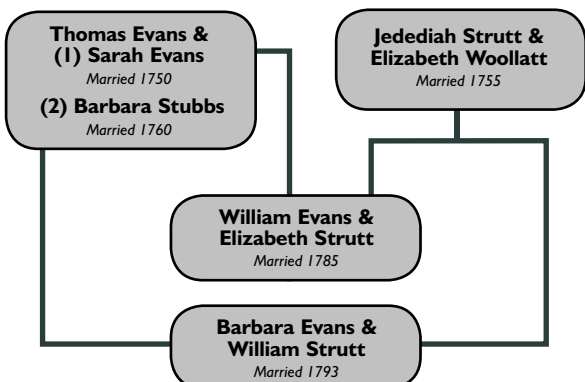 Thomas Evans &
(1) Sarah Evans
Married 1750
(2) Barbara Stubbs
Married 1760
Jedediah Strutt &
Elizabeth Woollatt
Married 1755
William Evans &
Elizabeth Strutt
Married 1785
Barbara Evans &
William Strutt
Married 1793